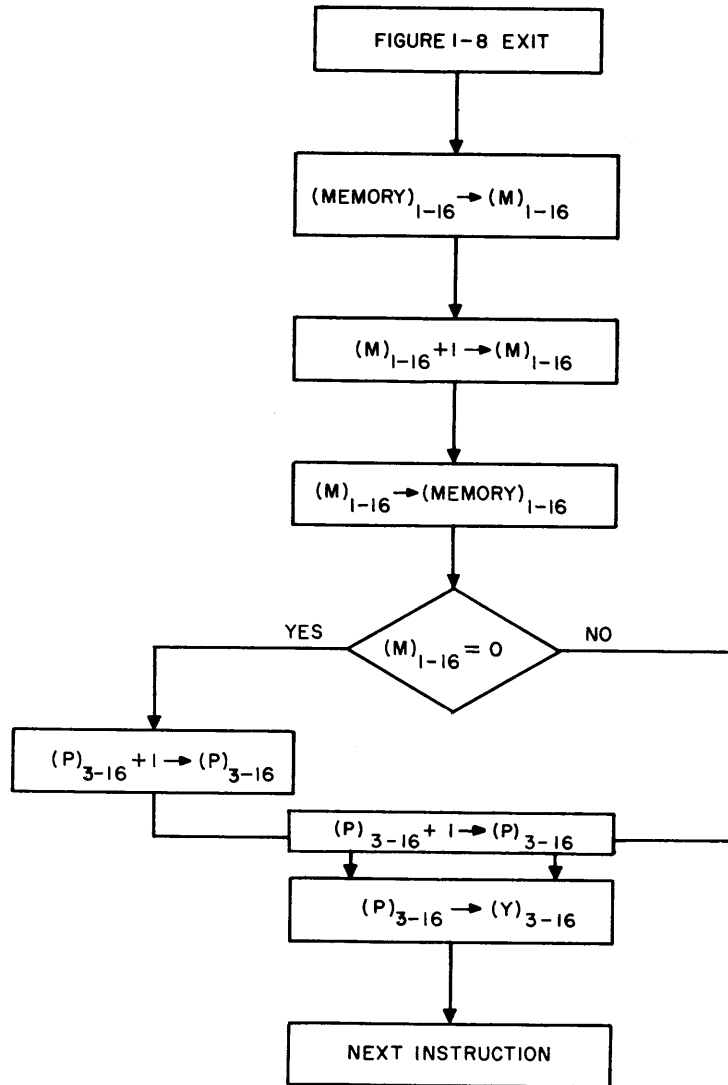 FIGURE 1-8 EXIT
(MEMORY)1-16 → (M)1-16
(M)1-16 +1 → (M)1-16
(M)1-16 → (MEMORY)1-16
YES
(M)1-16 = 0
NO
(P)3-16 +1 → (P)3-16
(P)3-16 + 1 → (P)3-16
(P)3-16 → (Y)3-16
NEXT INSTRUCTION